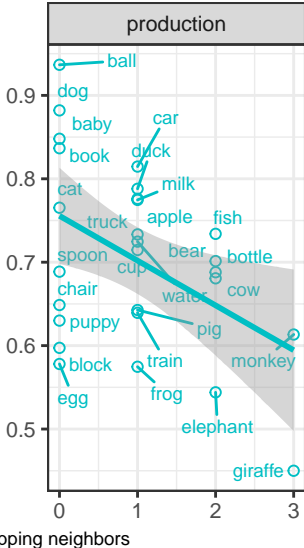 production
ball
dog
0.9
baby
car
book
duck
0.8
milk
cat
apple
fish
truck
spoon
bear
bottle
0.7
cup
chair
water
cow
puppy
pig
0.6
block
train
monkey
egg
frog
elephant
0.5
giraffe
0 1 2 3
oping neighbors